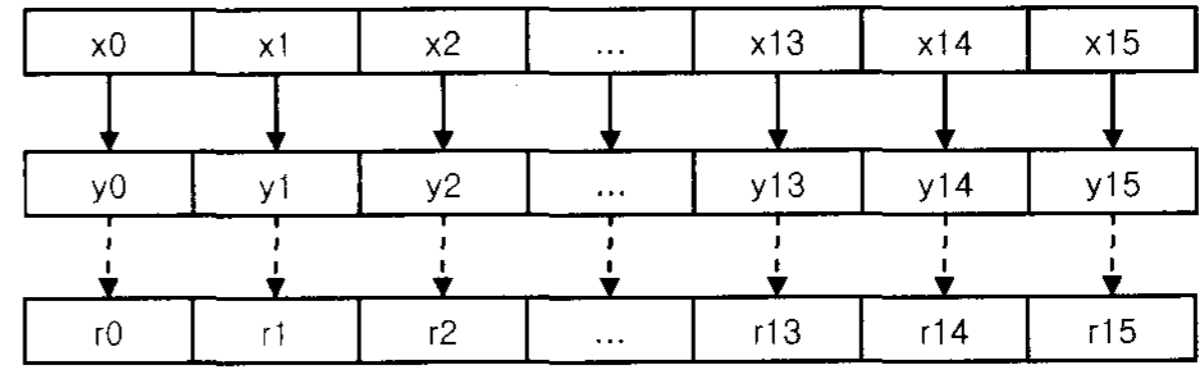 x0 x1 x2 ... x13 x14 x15
y0 y1 y2 ... y13 y14 y15
r0 r1 r2 ... r13 r14 r15